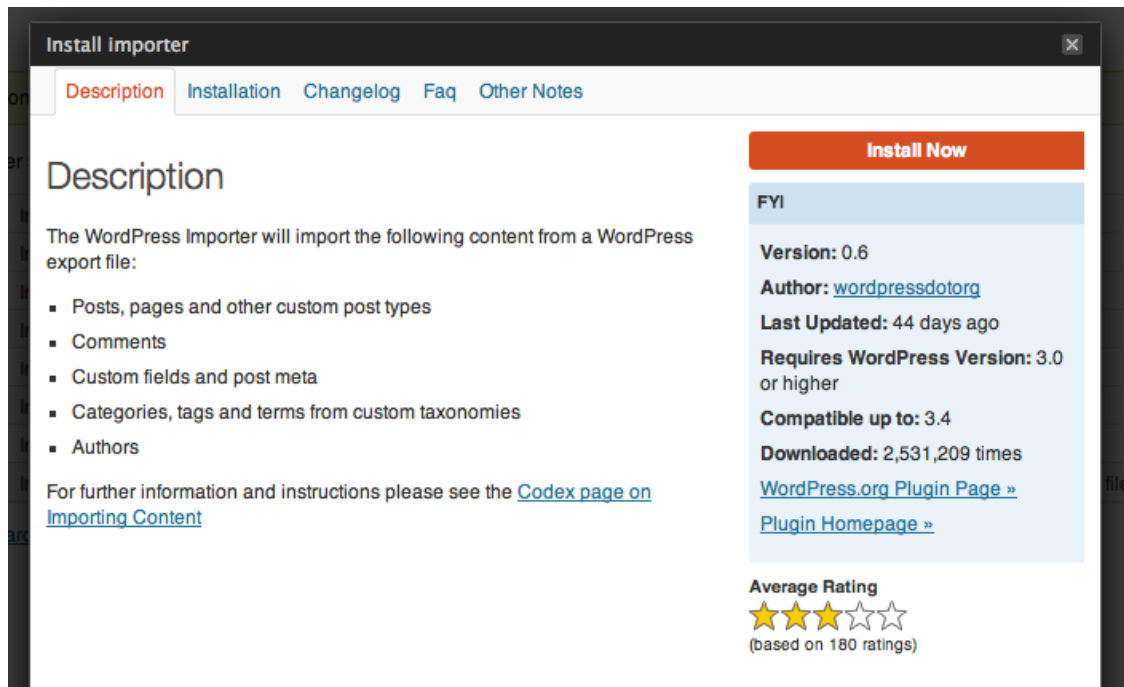 Install importer
Description Installation Changelog Faq Other Notes
Description
The WordPress Importer will import the following content from a WordPress
export file:
Posts, pages and other custom post types
Comments
Custom fields and post meta
Categories, tags and terms from custom taxonomies
Authors
For further information and instructions please see the Codex page on
Importing Content
Install Now
FYI
Version: 0.6
Author: wordpressdotorg
Last Updated: 44 days ago
Requires WordPress Version: 3.0
or higher
Compatible up to: 3.4
Downloaded: 2,531,209 times
WordPress.org Plugin Page »
Plugin Homepage »
Average Rating
(based on 180 ratings)